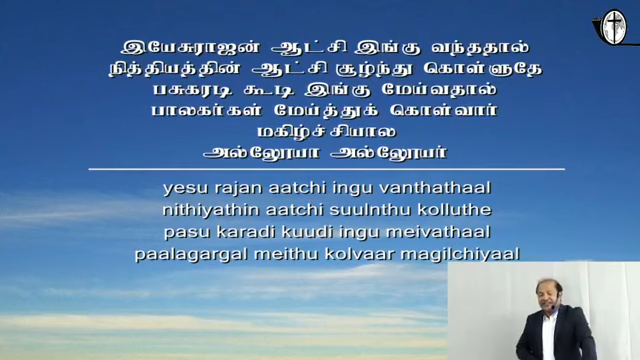 இயேசுராஜன் ஆட்சி இங்கு வந்ததால்
நித்தியத்தின் ஆட்சி சூழ்ந்து கொள்ளுதே
பசுகரடி கூடி இங்கு மேய்வதால்
பாலகர்கள் மேய்த்துக் கொள்வார்
மகிழ்ச்சியால
அல்லேலூயா அல்லேலூயர்
yesu rajan aatchi ingu vanthathaal
nithiyathin aatchi suulnthu kolluthe
pasu karadi kuudi ingu meivathaal
paalagargal meithu kolvaar magilchiyaal